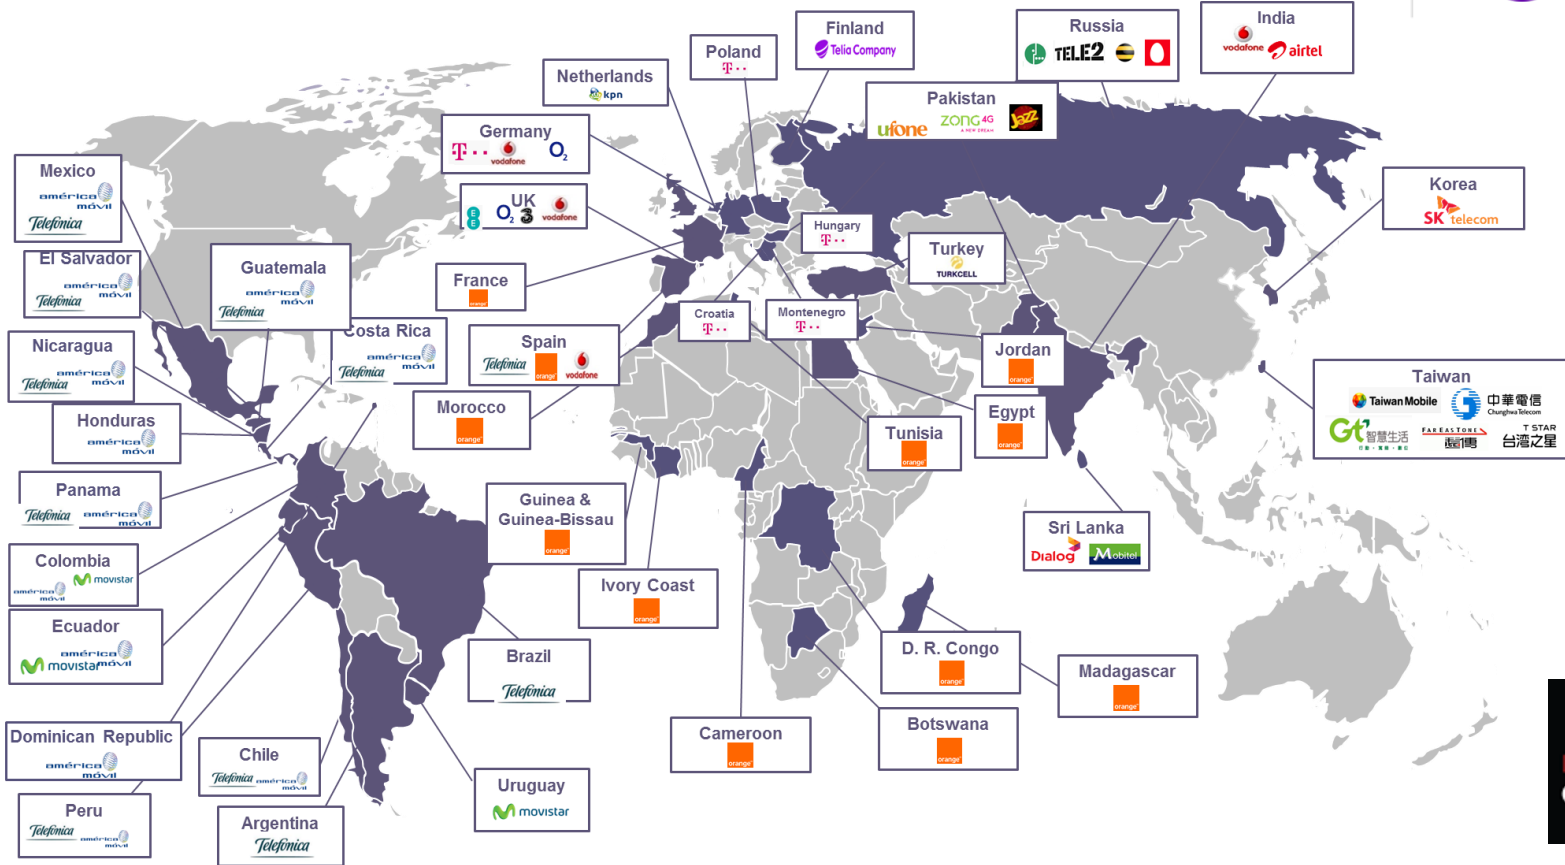 Finland
Telia Company
Poland
T··
Netherlands
kpn
Russia
TELE2
India
vodafone
airtel
Pakistan
ufone
ZONG 4G
A NEW DREAM
Jazz
Germany
T··
vodafone
O2
UK
EE
O2
3
vodafone
Mexico
américa
móvil
Telefónica
El Salvador
américa
móvil
Telefónica
Guatemala
américa
móvil
Telefónica
Korea
SK telecom
Hungary
T··
Turkey
TURKCELL
France
orange
Nicaragua
américa
móvil
Telefónica
Costa Rica
américa
móvil
Telefónica
Spain
Telefónica
orange
vodafone
Croatia
T··
Montenegro
T··
Jordan
orange
Honduras
américa
móvil
Morocco
orange
Tunisia
orange
Egypt
orange
Taiwan
Taiwan Mobile
中華電信
Chunghwa Telecom
Gt 智慧生活
FAREASTONE
遠傳
T STAR
台湾之星
Panama
Telefónica
américa
móvil
Guinea &
Guinea-Bissau
orange
Colombia
movistar
américa
móvil
Ivory Coast
orange
Sri Lanka
Dialog
Mobitel
Ecuador
américa
móvil
movistar
Brazil
Telefónica
D. R. Congo
orange
Madagascar
orange
Dominican Republic
américa
móvil
Chile
Telefónica
américa
móvil
Cameroon
orange
Botswana
orange
Uruguay
movistar
Peru
Telefónica
américa
móvil
Argentina
Telefónica